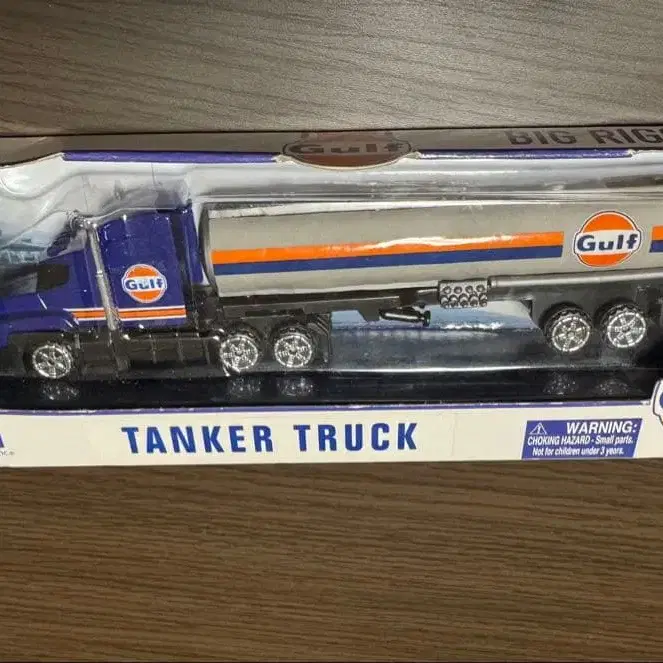 Gulf
BIG RIG
Gulf
Gulf
TANKER TRUCK
WARNING:
CHOKING HAZARD - Small parts.
Not for children under 3 years.